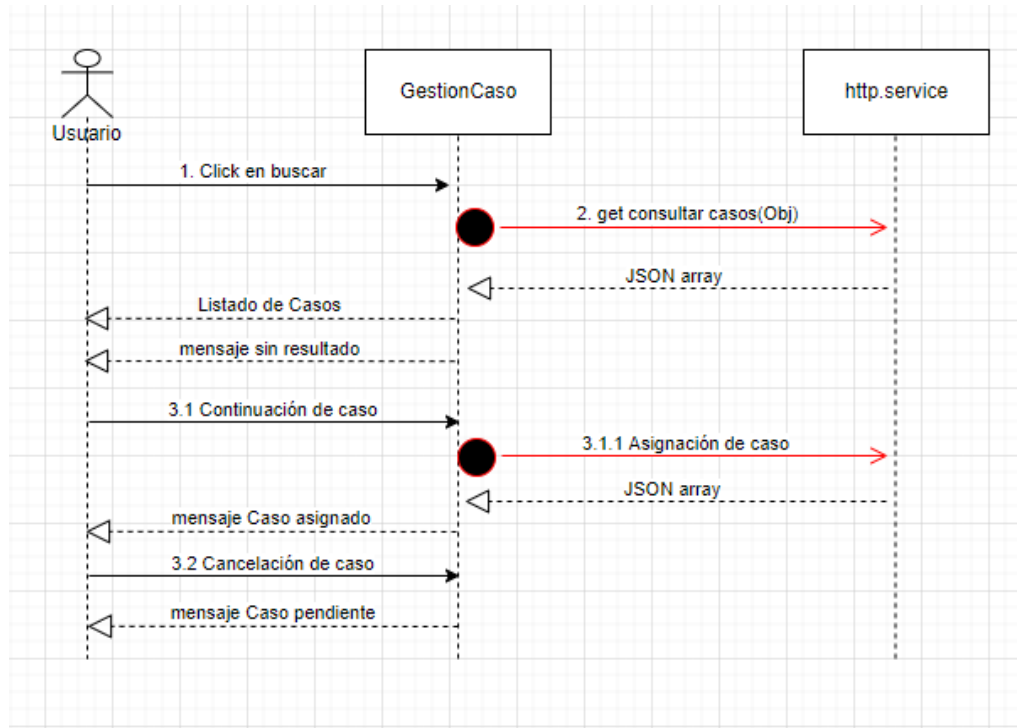 GestionCaso
http.service
Usuario
1. Click en buscar
2. get consultar casos(Obj)
JSON array
Listado de Casos
mensaje sin resultado
3.1 Continuación de caso
3.1.1 Asignación de caso
JSON array
mensaje Caso asignado
3.2 Cancelación de caso
mensaje Caso pendiente